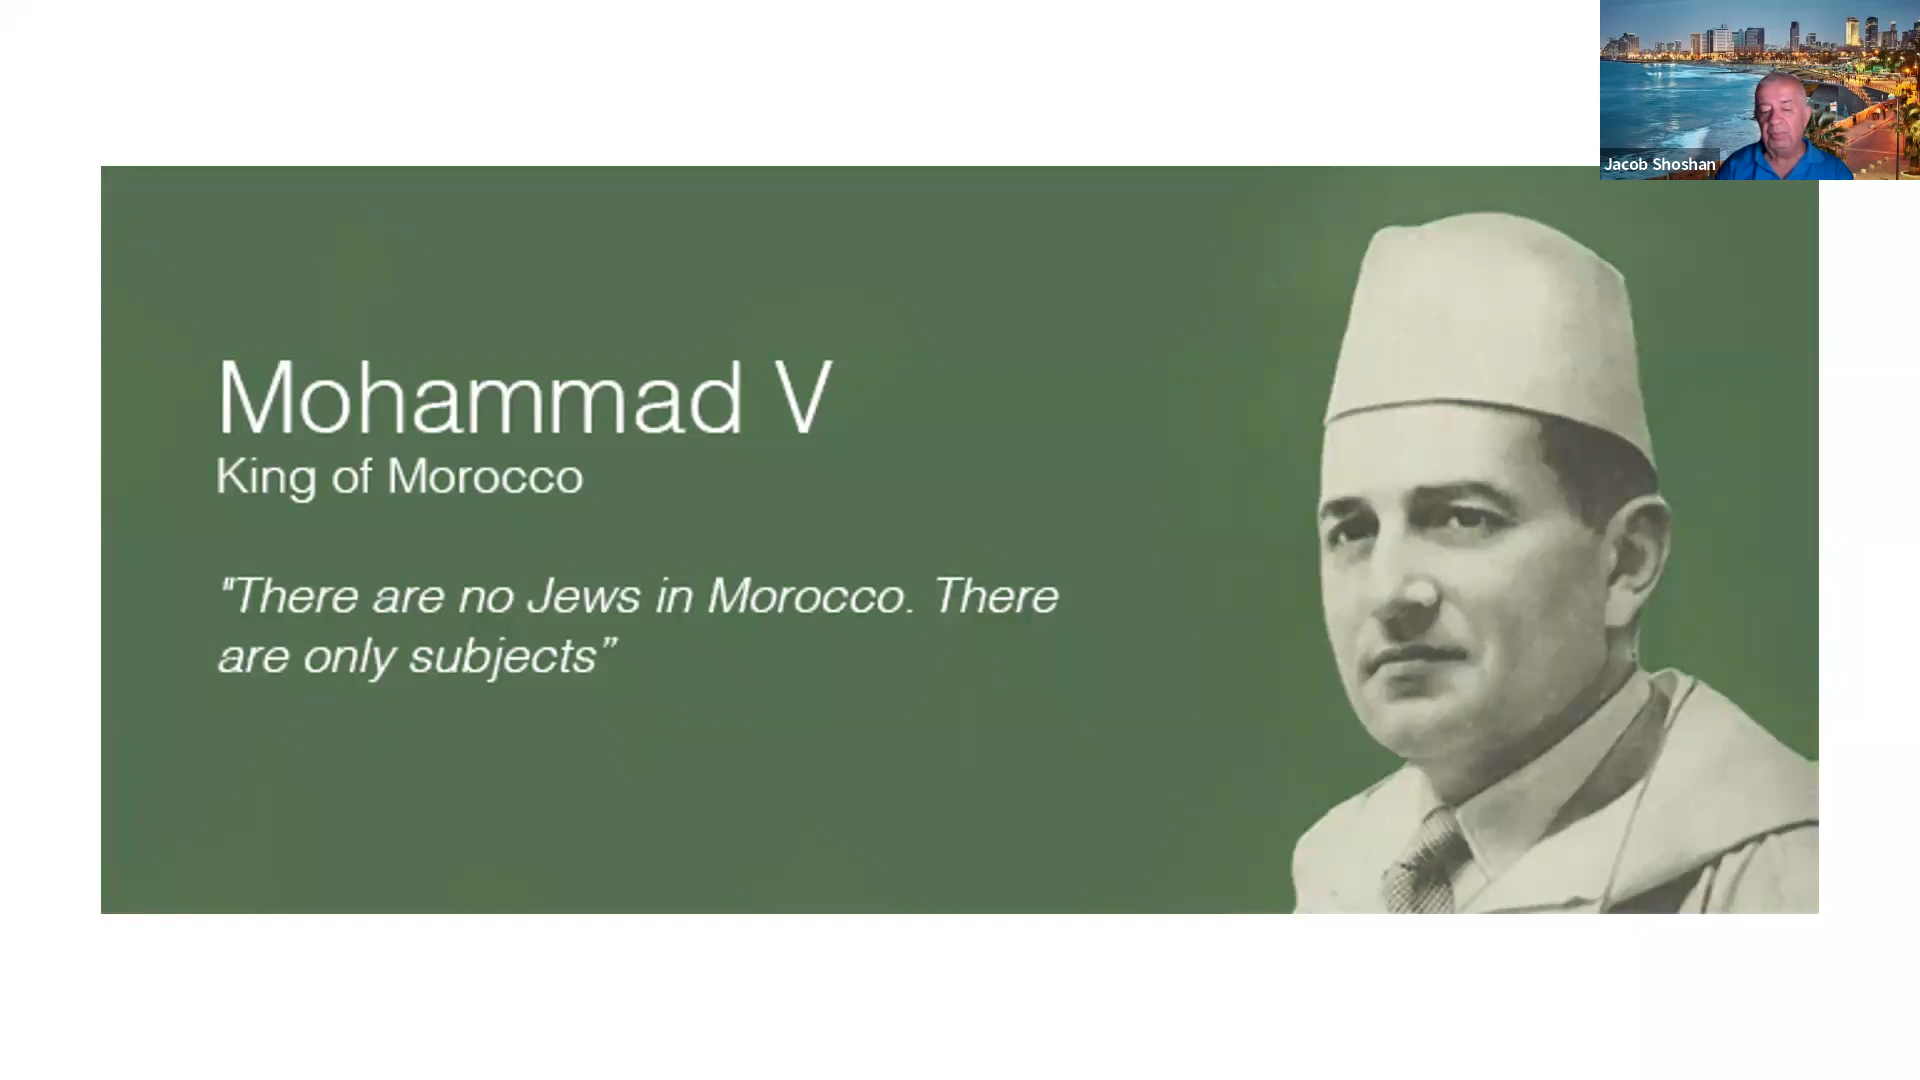 Jacob Shoshan
Mohammad V
King of Morocco
"There are no Jews in Morocco. There
are only subjects”